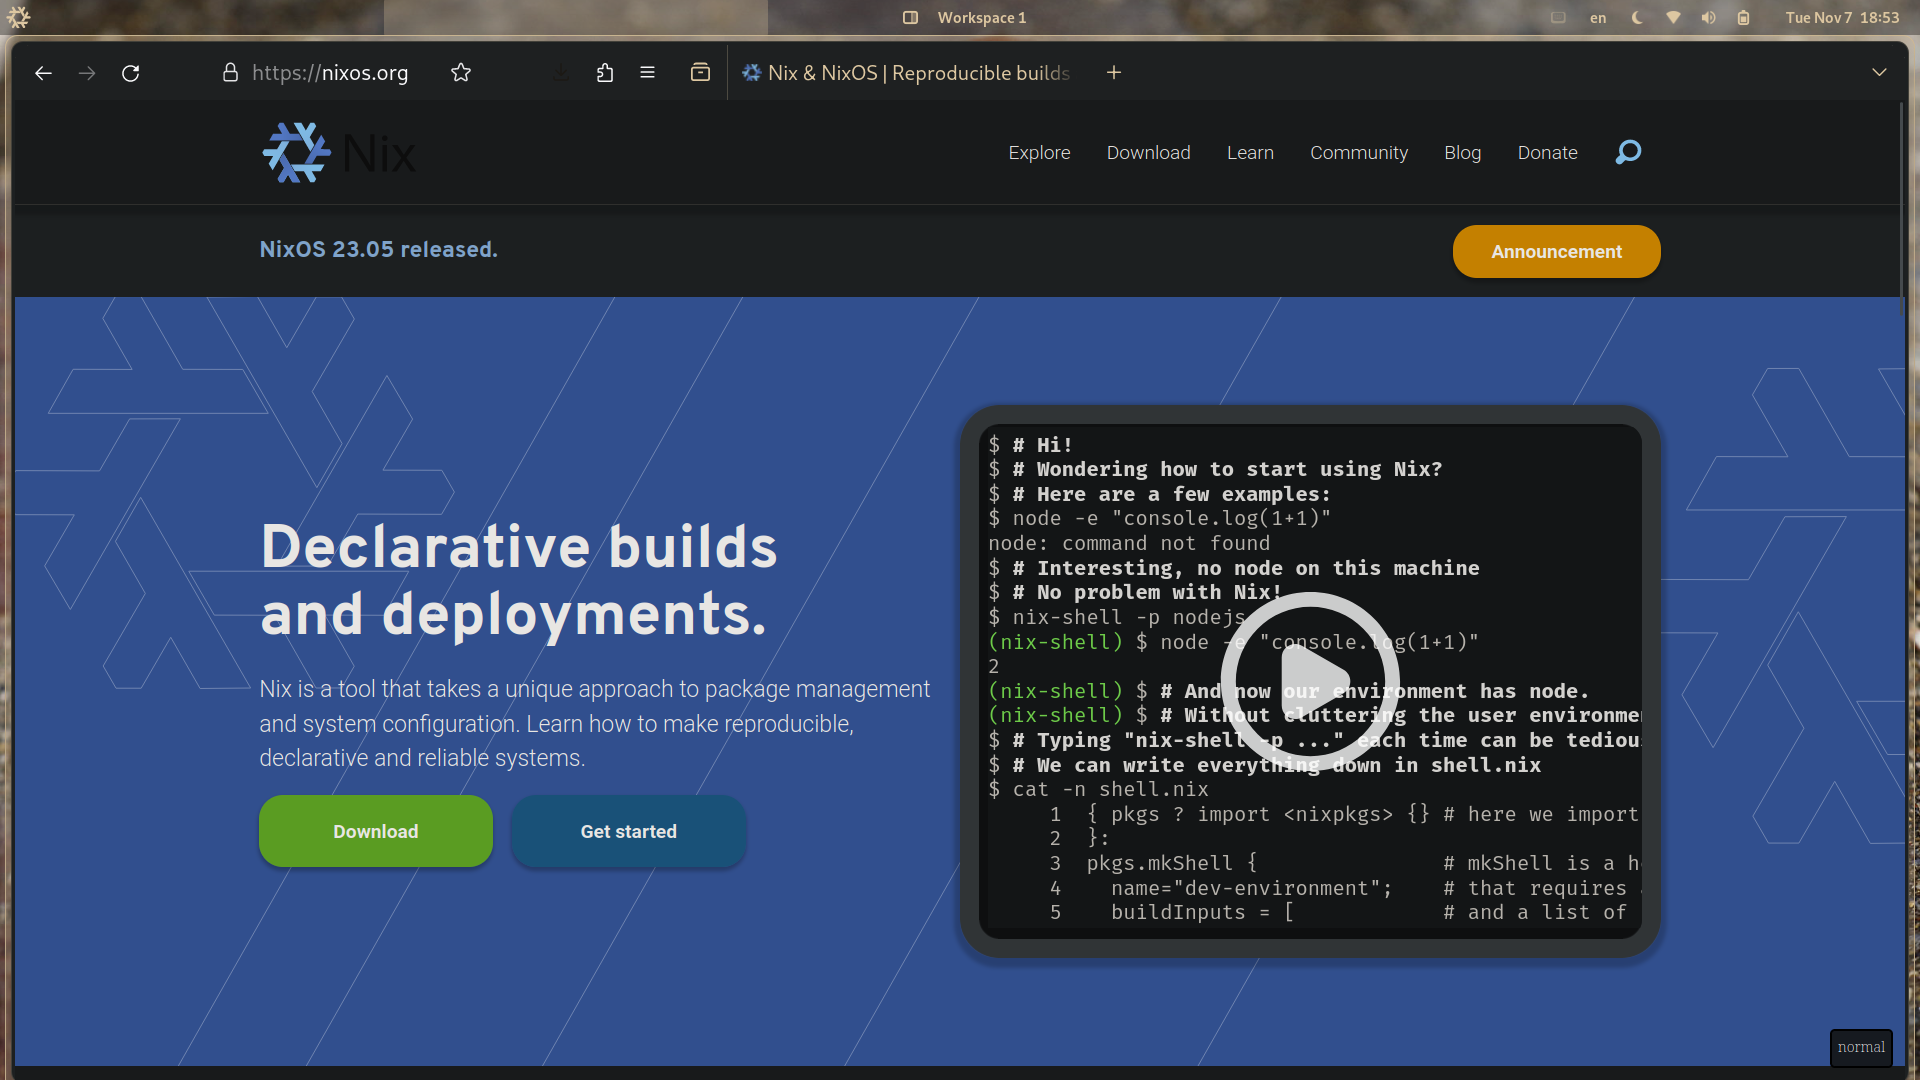 Workspace 1
en
Tue Nov 7 18:53
https://nixos.org
Nix & NixOS | Reproducible builds
Nix
Explore Download Learn Community Blog Donate
NixOS 23.05 released.
Announcement
Declarative builds
and deployments.
Nix is a tool that takes a unique approach to package management
and system configuration. Learn how to make reproducible,
declarative and reliable systems.
Download
Get started
$ # Hi!
$ # Wondering how to start using Nix?
$ # Here are a few examples:
$ node -e "console.log(1+1)"
node: command not found
$ # Interesting, no node on this machine
$ # No problem with Nix!
$ nix-shell -p nodejs
(nix-shell) $ node -e "console.log(1+1)"
2
(nix-shell) $ # And now our environment has node.
(nix-shell) $ # Without cluttering the user environme
$ # Typing "nix-shell -p ..." each time can be tediou
$ # We can write everything down in shell.nix
$ cat -n shell.nix
1 { pkgs ? import <nixpkgs> {} # here we import
2 }:
3 pkgs.mkShell { # mkShell is a h
4 name="dev-environment"; # that requires
5 buildInputs = [ # and a list of
normal